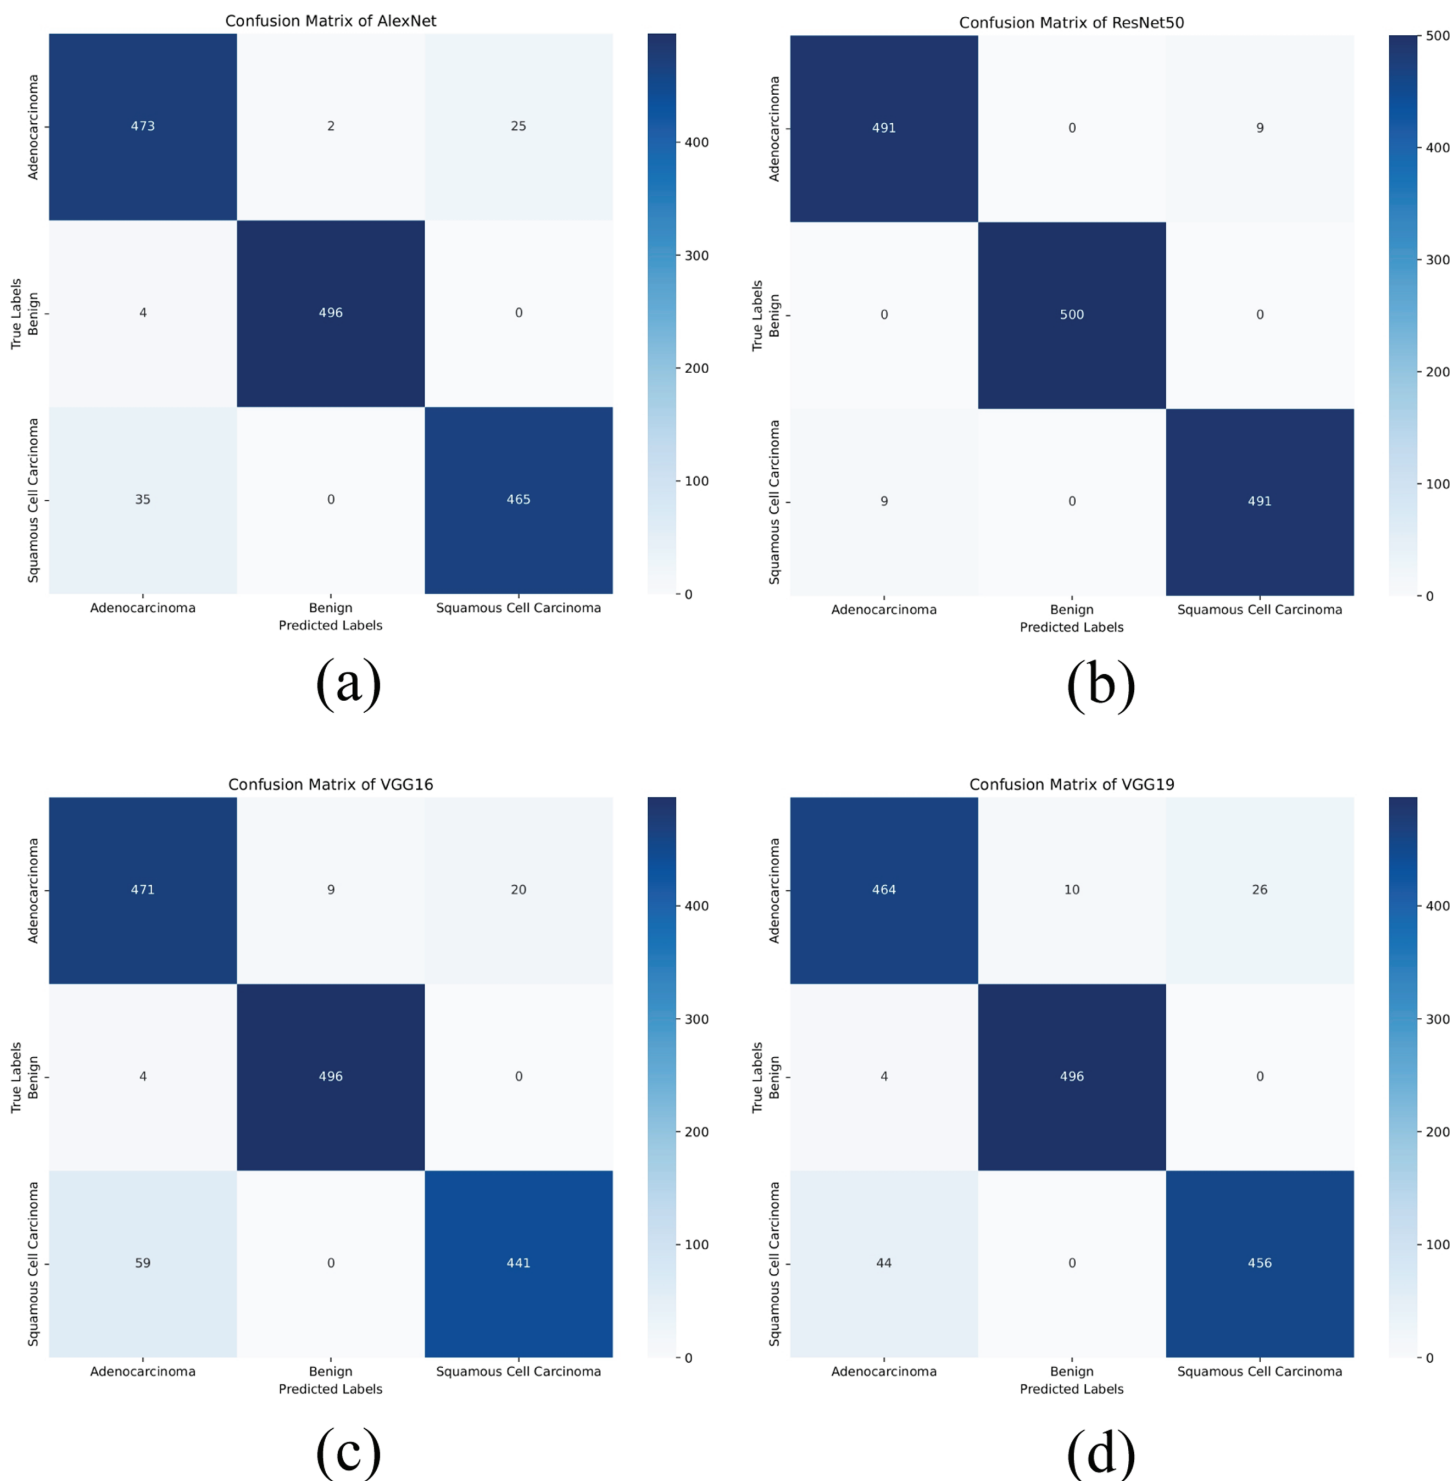 Confusion Matrix of AlexNet
Adenocarcinoma
473 2 25
400
300
True Labels
Benign
4 496 0
200
Squamous Cell Carcinoma
35 0 465
100
0
Adenocarcinoma Benign Squamous Cell Carcinoma
Predicted Labels
(a)
Confusion Matrix of ResNet50
500
Adenocarcinoma
491 0 9
400
300
True Labels
Benign
0 500 0
200
Squamous Cell Carcinoma
9 0 491
100
0
Adenocarcinoma Benign Squamous Cell Carcinoma
Predicted Labels
(b)
Confusion Matrix of VGG16
Adenocarcinoma
471 9 20
400
300
True Labels
Benign
4 496 0
200
Squamous Cell Carcinoma
59 0 441
100
0
Adenocarcinoma Benign Squamous Cell Carcinoma
Predicted Labels
(c)
Confusion Matrix of VGG19
Adenocarcinoma
464 10 26
400
300
True Labels
Benign
4 496 0
200
Squamous Cell Carcinoma
44 0 456
100
0
Adenocarcinoma Benign Squamous Cell Carcinoma
Predicted Labels
(d)